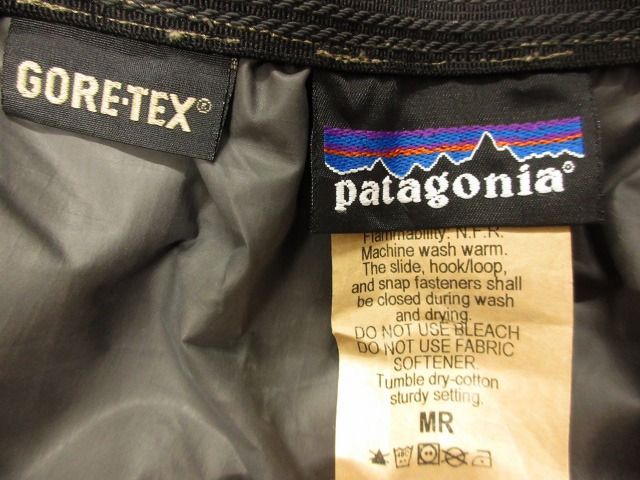 GORE-TEX®
patagonia®
Flammability: N.F.R.
Machine wash warm.
The slide, hook/loop,
and snap fasteners shall
be closed during wash
and drying.
DO NOT USE BLEACH
DO NOT USE FABRIC
SOFTENER.
Tumble dry-cotton
sturdy setting.
MR